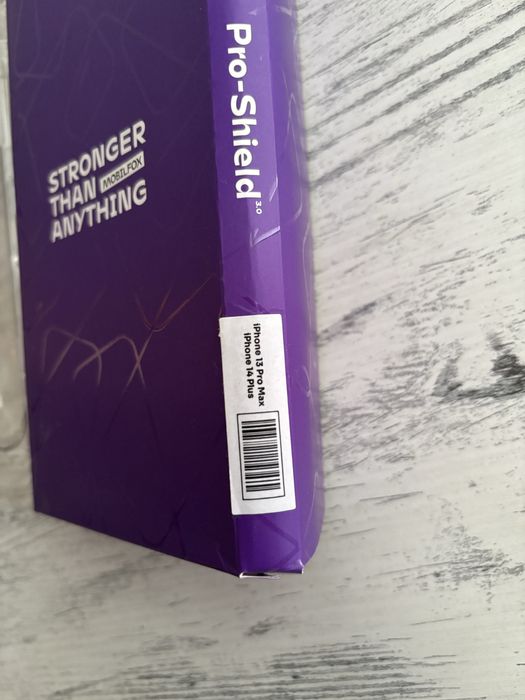 STRONGER
THAN MOBILFOX
ANYTHING
Pro-Shield 3.0
iPhone 13 Pro Max
iPhone 14 Plus